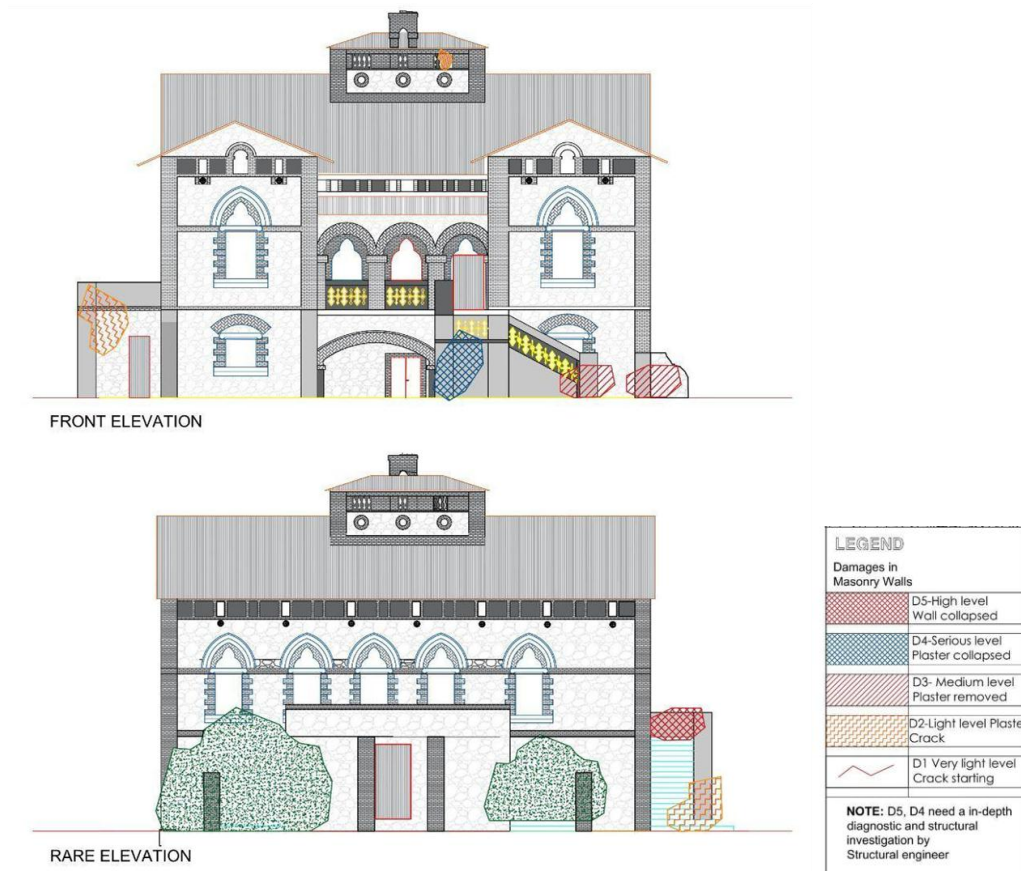 FRONT ELEVATION
RARE ELEVATION
LEGEND
Damages in
Masonry Walls
D5-High level
Wall collapsed
D4-Serious level
Plaster collapsed
D3- Medium level
Plaster removed
D2-Light level Plaste
Crack
D1 Very light level
Crack starting
NOTE: D5, D4 need a in-depth
diagnostic and structural
investigation by
Structural engineer